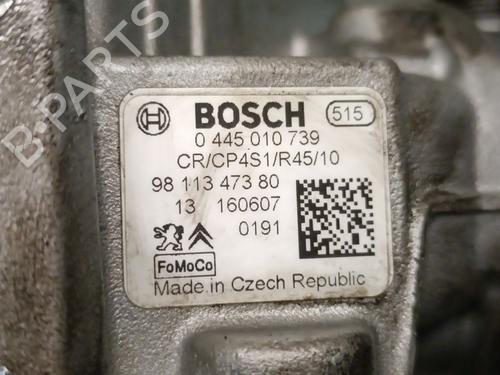 BOSCH 515
0 445 010 739
CR/CP4S1/R45/10
98 113 473 80
13 160607
0191
FoMoCo
Made in Czech Republic
B-PARTS